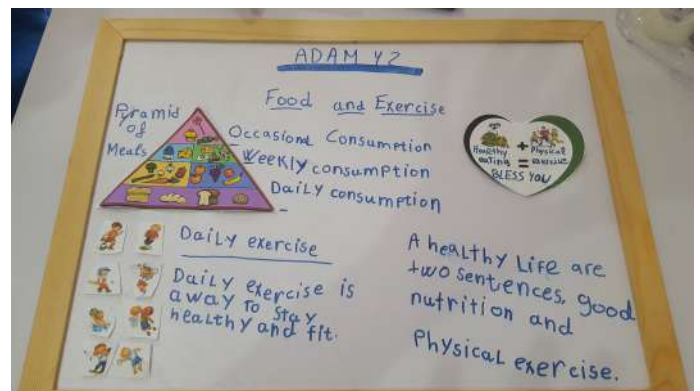 ADAM Y2
Food and Exercise
Pyramid
of
Meals
Occasional Consumption
Weekly consumption
Daily consumption
Healthy + Physical
eating = exercise
BLESS YOU
Daily exercise
Daily exercise is
away to stay
healthy and fit.
A healthy Life are
two sentences, good
nutrition and
Physical exercise.